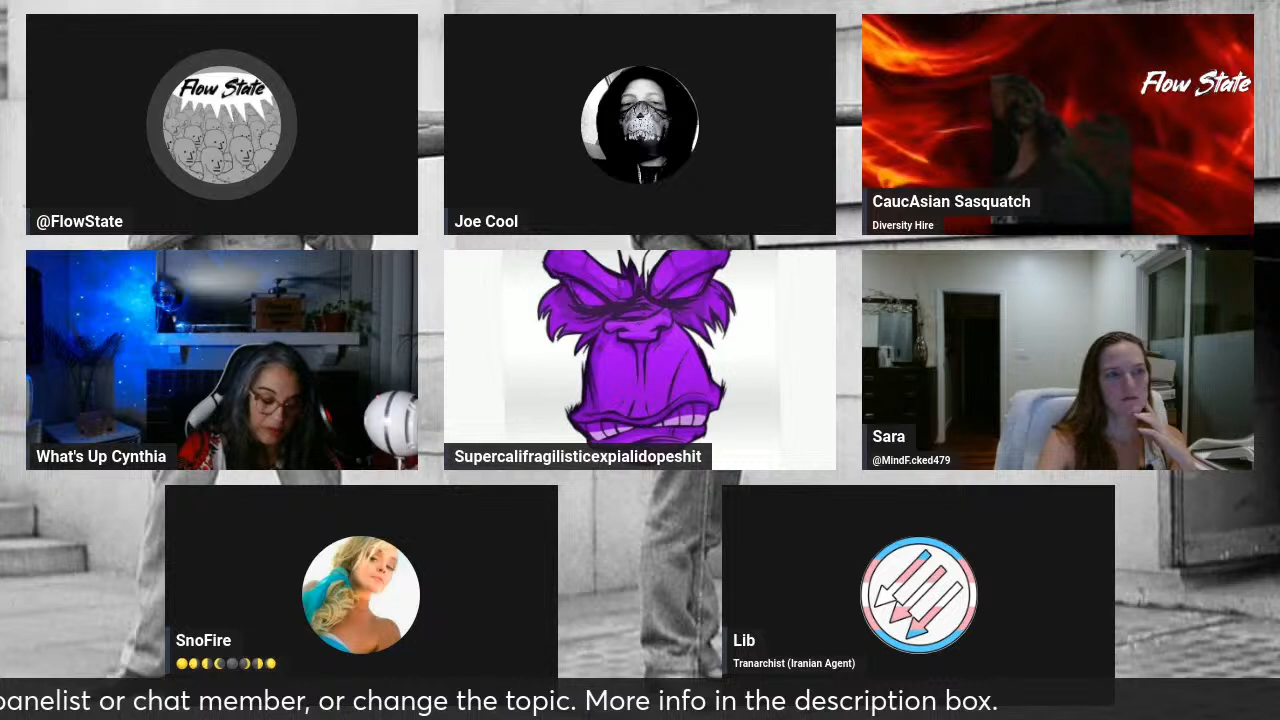 Flow State
@FlowState
Joe Cool
Flow State
CaucAsian Sasquatch
Diversity Hire
What's Up Cynthia
Supercalifragilisticexpialidopeshit
Sara
@MindF.cked479
SnoFire
Lib
Tranarchist (Iranian Agent)
panelist or chat member, or change the topic. More info in the description box.